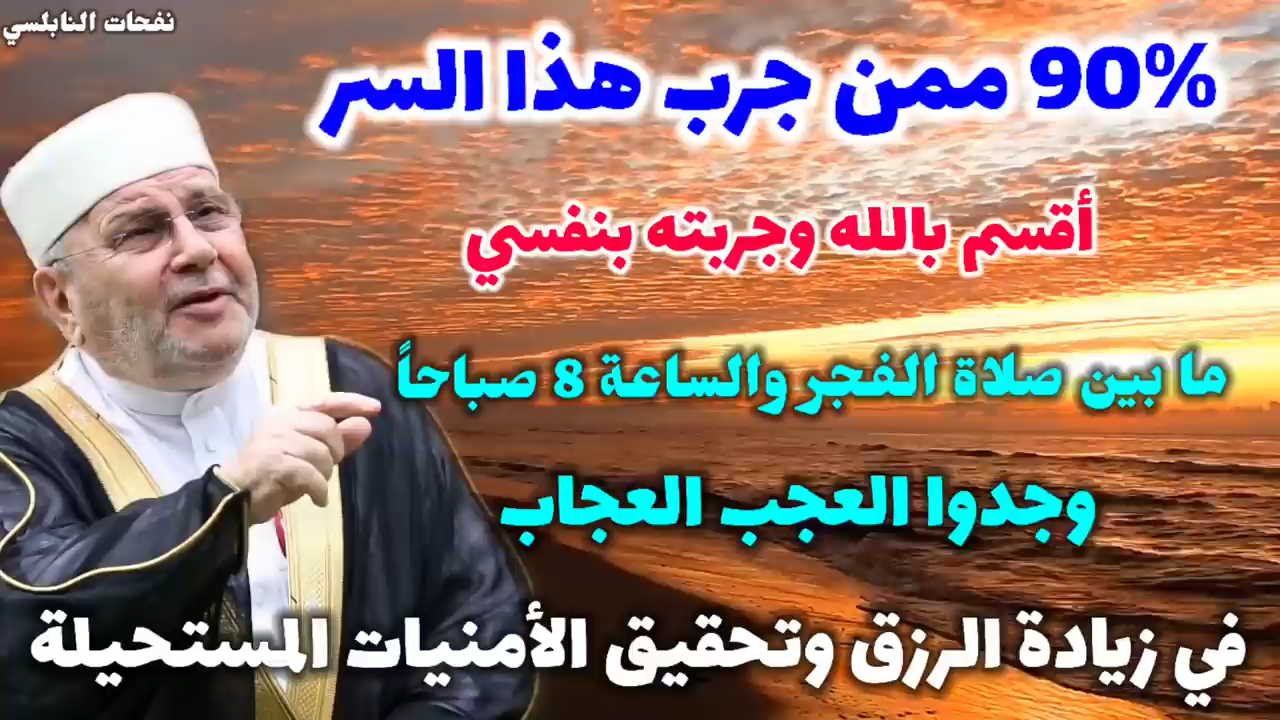 نفحات النابلسي
90% ممن جرب هذا السر
أقسم بالله وجربته بنفسي
ما بين صلاة الفجر والساعة 8 صباحاً
وجدوا العجب العجاب
في زيادة الرزق وتحقيق الأمنيات المستحيلة